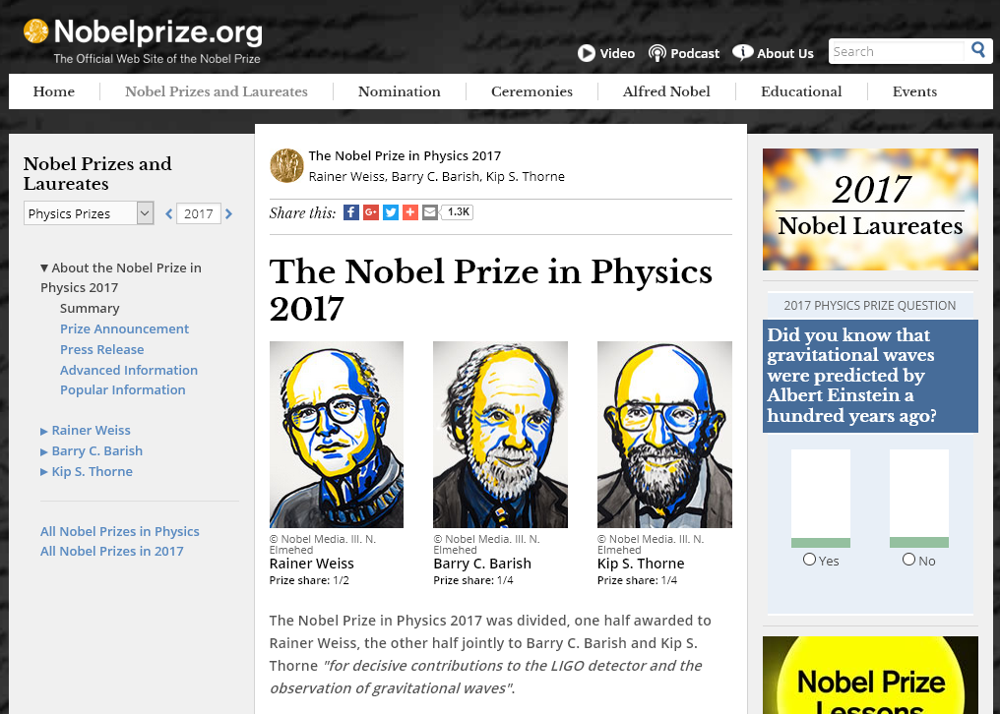 Nobelprize.org
The Official Web Site of the Nobel Prize
Video Podcast About Us Search
Home Nobel Prizes and Laureates Nomination Ceremonies Alfred Nobel Educational Events
Nobel Prizes and
Laureates
Physics Prizes 2017
▼ About the Nobel Prize in
Physics 2017
Summary
Prize Announcement
Press Release
Advanced Information
Popular Information
▶ Rainer Weiss
▶ Barry C. Barish
▶ Kip S. Thorne
All Nobel Prizes in Physics
All Nobel Prizes in 2017
The Nobel Prize in Physics 2017
Rainer Weiss, Barry C. Barish, Kip S. Thorne
Share this: f G+ 1.3K
The Nobel Prize in Physics
2017
© Nobel Media. Ill. N.
Elmehed
Rainer Weiss
Prize share: 1/2
© Nobel Media. Ill. N.
Elmehed
Barry C. Barish
Prize share: 1/4
© Nobel Media. Ill. N.
Elmehed
Kip S. Thorne
Prize share: 1/4
The Nobel Prize in Physics 2017 was divided, one half awarded to
Rainer Weiss, the other half jointly to Barry C. Barish and Kip S.
Thorne "for decisive contributions to the LIGO detector and the
observation of gravitational waves".
2017
Nobel Laureates
2017 PHYSICS PRIZE QUESTION
Did you know that
gravitational waves
were predicted by
Albert Einstein a
hundred years ago?
Yes No
Nobel Prize
Lessons